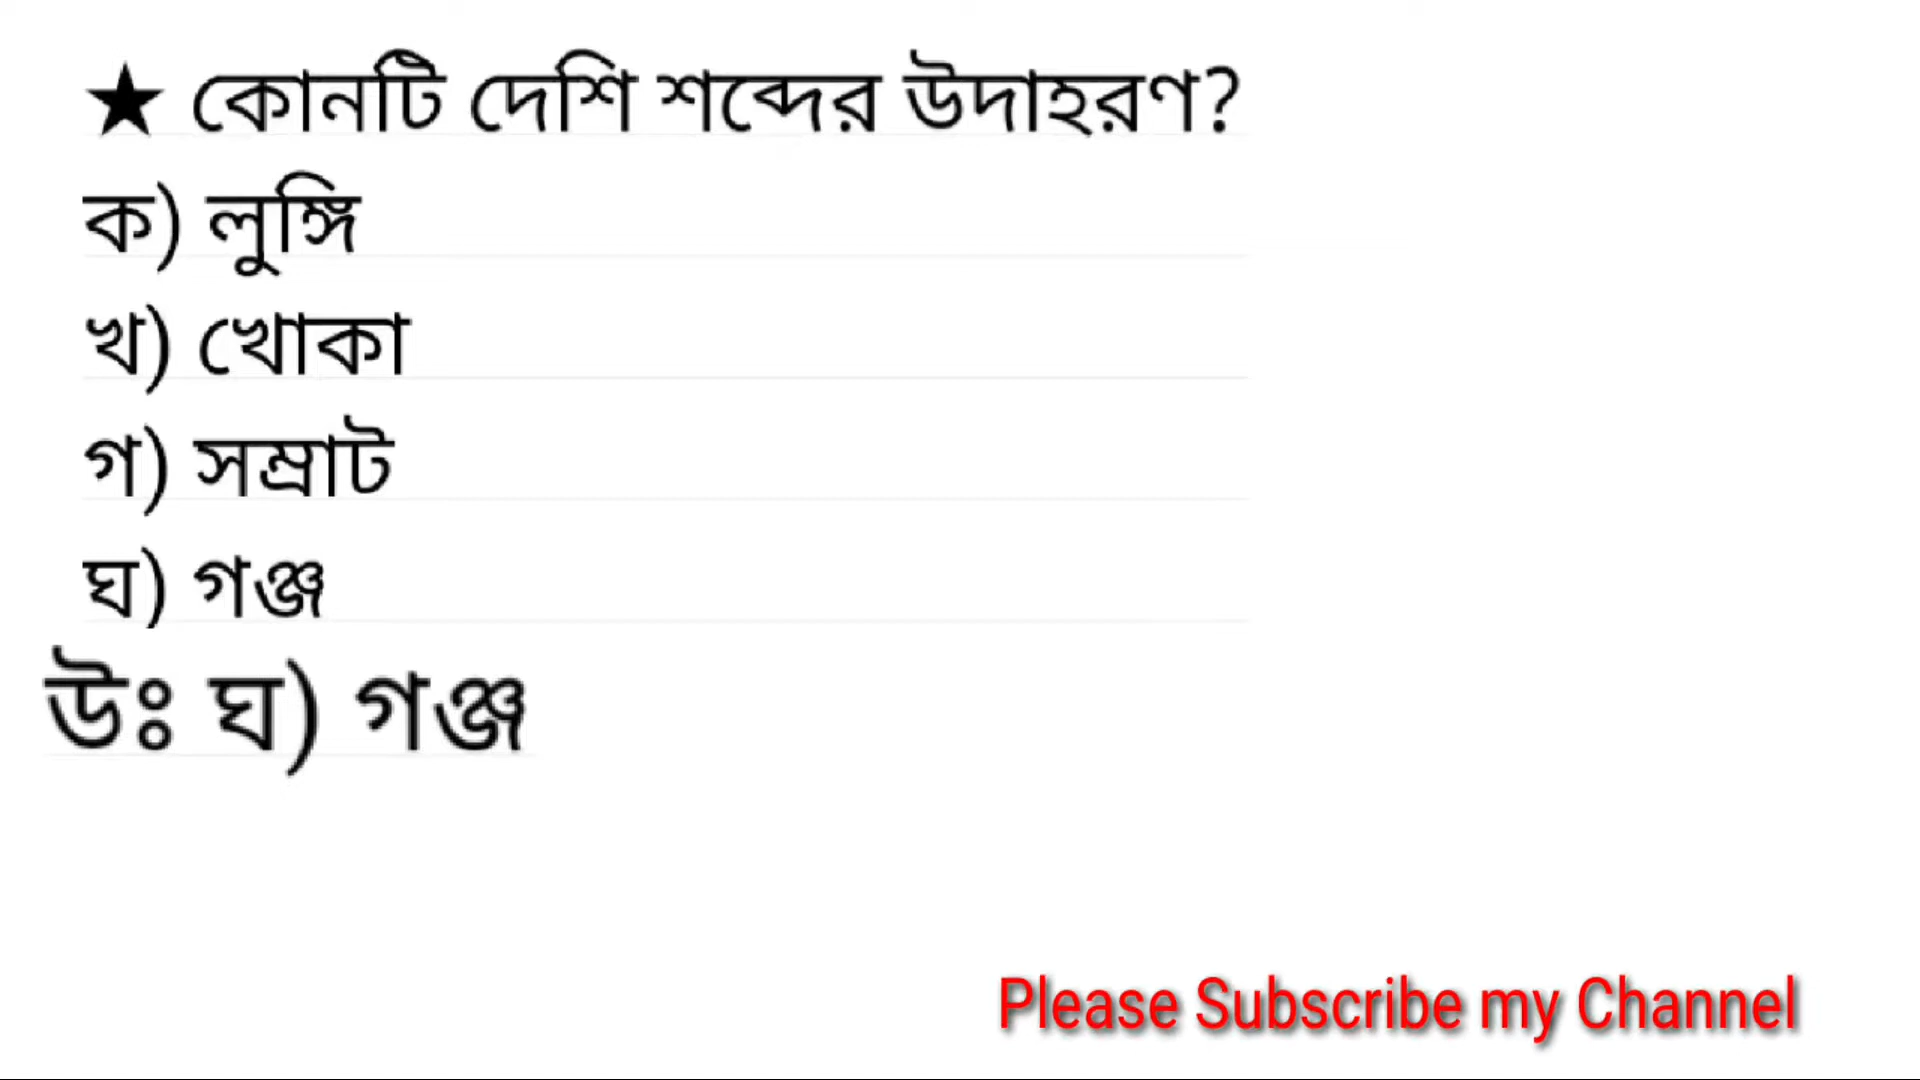 ★ কোনটি দেশি শব্দের উদাহরণ?
ক) লুঙ্গি
খ) খোকা
গ) সম্রাট
ঘ) গঞ্জ
উঃ ঘ) গঞ্জ
Please Subscribe my Channel